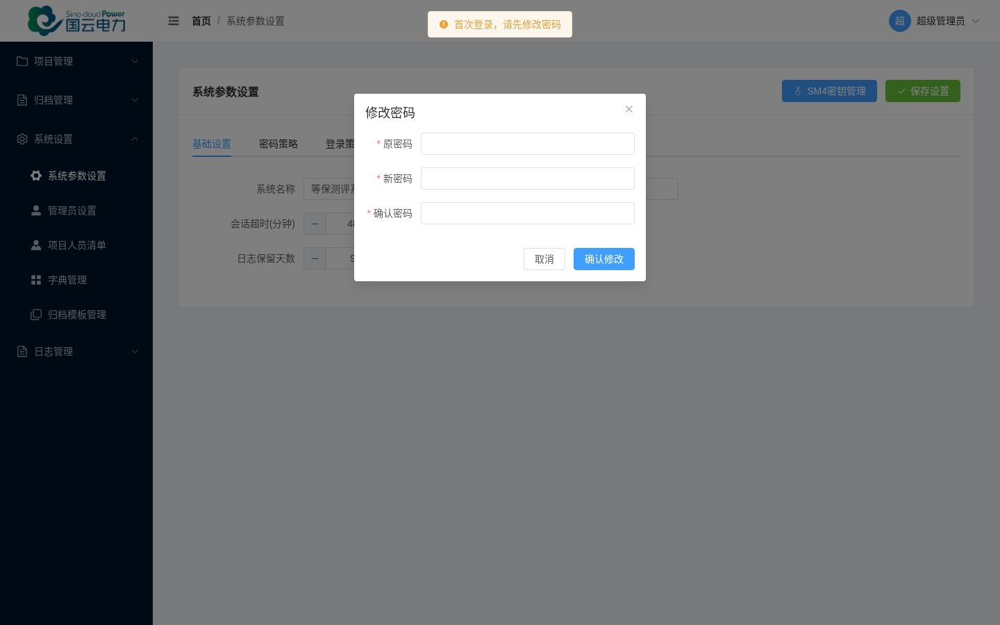 Sino-cloud Power
国云电力
首页 / 系统参数设置
首次登录，请先修改密码
超 超级管理员
项目管理
归档管理
系统设置
系统参数设置
管理员设置
项目人员清单
字典管理
归档模板管理
日志管理
系统参数设置
SM4密钥管理
保存设置
基础设置 密码策略 登录策
系统名称 等保测评
会话超时(分钟)
日志保留天数
修改密码
* 原密码
* 新密码
* 确认密码
取消 确认修改